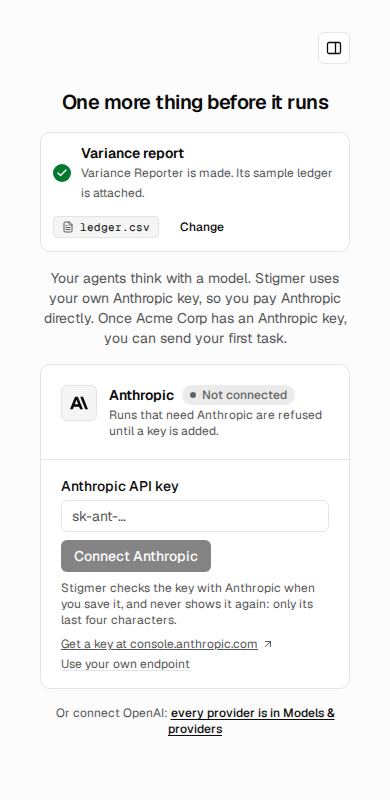 One more thing before it runs
Variance report
Variance Reporter is made. Its sample ledger
is attached.
ledger.csv
Change
Your agents think with a model. Stigmer uses
your own Anthropic key, so you pay Anthropic
directly. Once Acme Corp has an Anthropic key,
you can send your first task.
Anthropic
Not connected
Runs that need Anthropic are refused
until a key is added.
Anthropic API key
sk-ant-...
Connect Anthropic
Stigmer checks the key with Anthropic when
you save it, and never shows it again: only its
last four characters.
Get a key at console.anthropic.com
Use your own endpoint
Or connect OpenAI: every provider is in Models &
providers